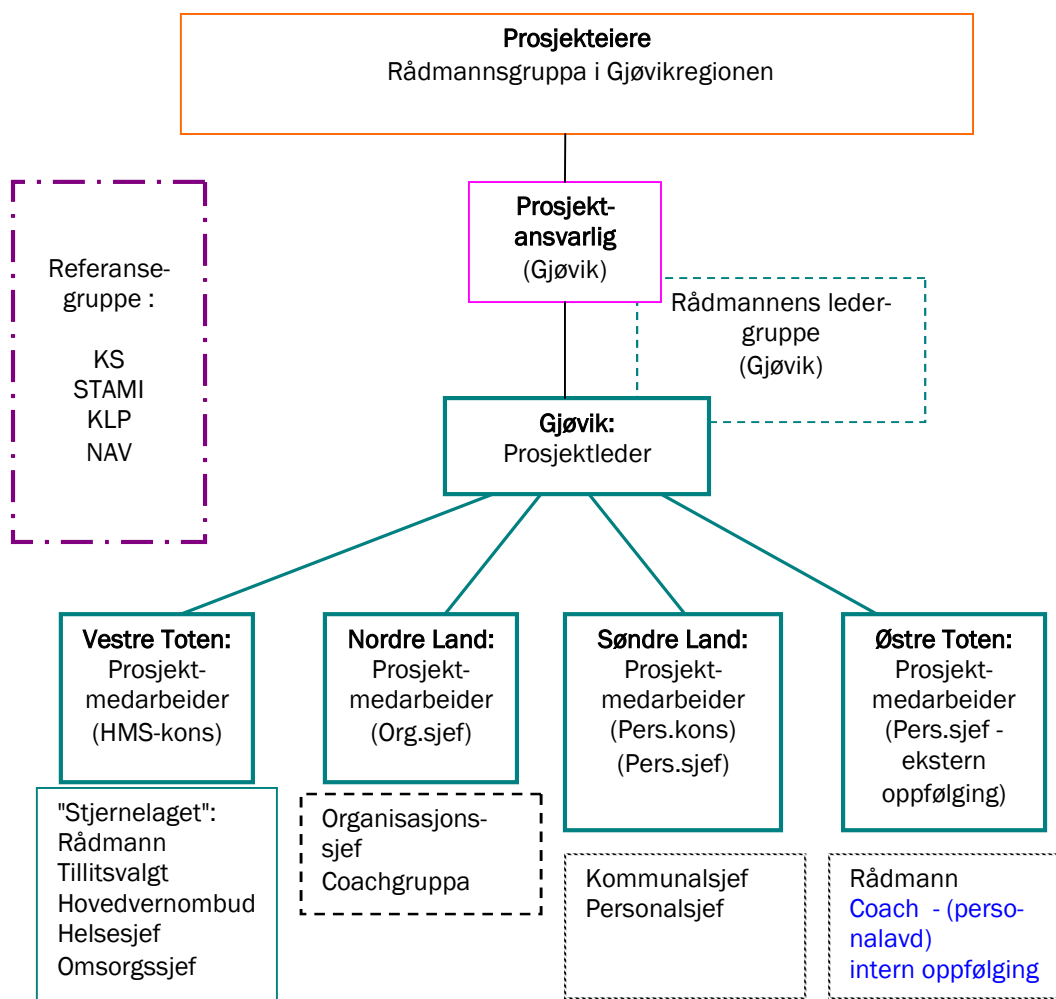 Prosjekteiere
Rådmannsgruppa i Gjøvikregionen
Prosjekt-
ansvarlig
(Gjøvik)
Referanse-
gruppe :
KS
STAMI
KLP
NAV
Rådmannens leder-
gruppe
(Gjøvik)
Gjøvik:
Prosjektleder
Vestre Toten:
Prosjekt-
medarbeider
(HMS-kons)
Nordre Land:
Prosjekt-
medarbeider
(Org.sjef)
Søndre Land:
Prosjekt-
medarbeider
(Pers.kons)
(Pers.sjef)
Østre Toten:
Prosjekt-
medarbeider
(Pers.sjef -
ekstern
oppfølging)
"Stjernelaget":
Rådmann
Tillitsvalgt
Hovedvernombud
Helsesjef
Omsorgssjef
Organisasjons-
sjef
Coachgruppa
Kommunalsjef
Personalsjef
Rådmann
Coach - (perso-
nalavd)
intern oppfølging